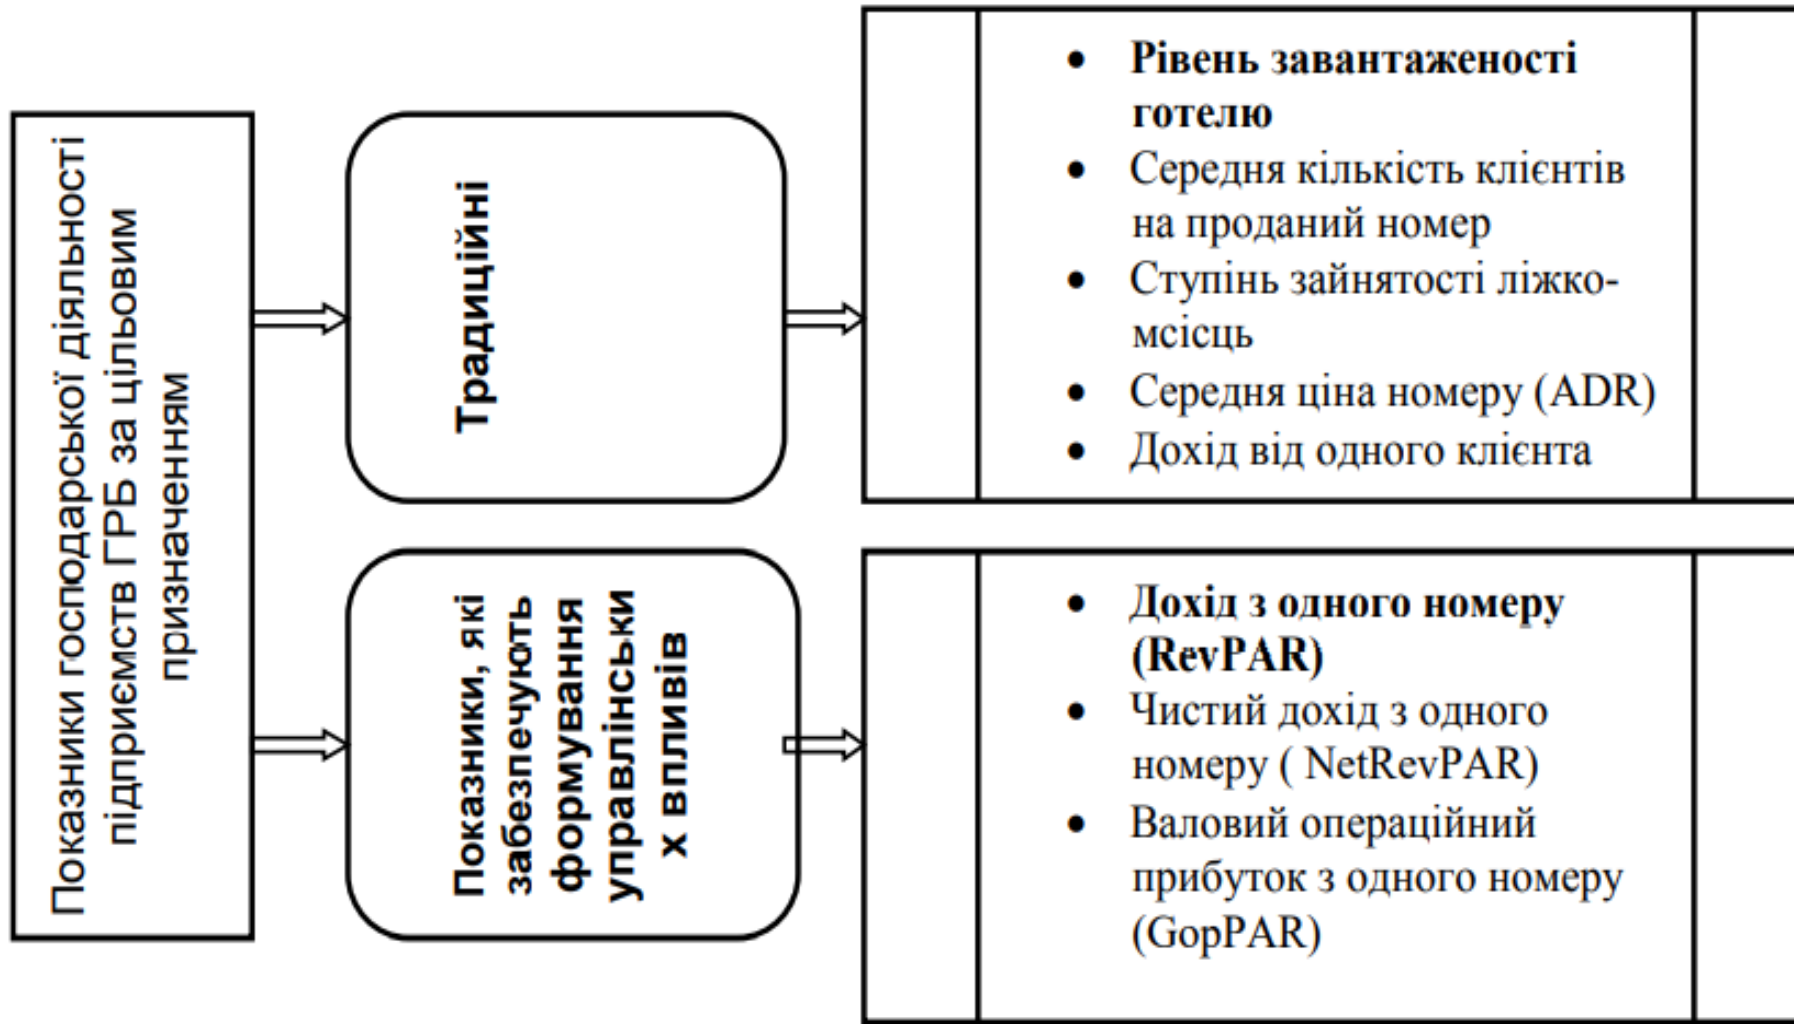 Показники господарської діяльності
підприємств ГРБ за цільовим
призначенням
Традиційні
• Рівень завантаженості
готелю
• Середня кількість клієнтів
на проданий номер
• Ступінь зайнятості ліжко-
мсісць
• Середня ціна номеру (ADR)
• Дохід від одного клієнта
Показники, які
забезпечують
формування
управлінськи
х впливів
• Дохід з одного номеру
(RevPAR)
• Чистий дохід з одного
номеру ( NetRevPAR)
• Валовий операційний
прибуток з одного номеру
(GopPAR)